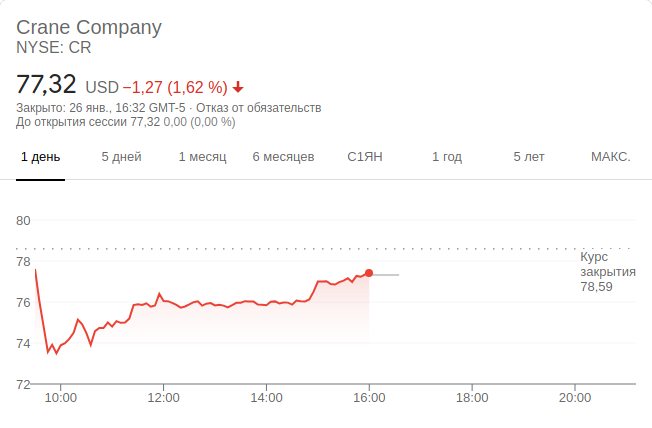 Crane Company
NYSE: CR
77,32 USD −1,27 (1,62 %)
Закрыто: 26 янв., 16:32 GMT-5 · Отказ от обязательств
До открытия сессии 77,32 0,00 (0,00 %)
1 день 5 дней 1 месяц 6 месяцев С1ЯН 1 год 5 лет МАКС.
80
78
76
74
72
Курс
закрытия
78,59
10:00 12:00 14:00 16:00 18:00 20:00